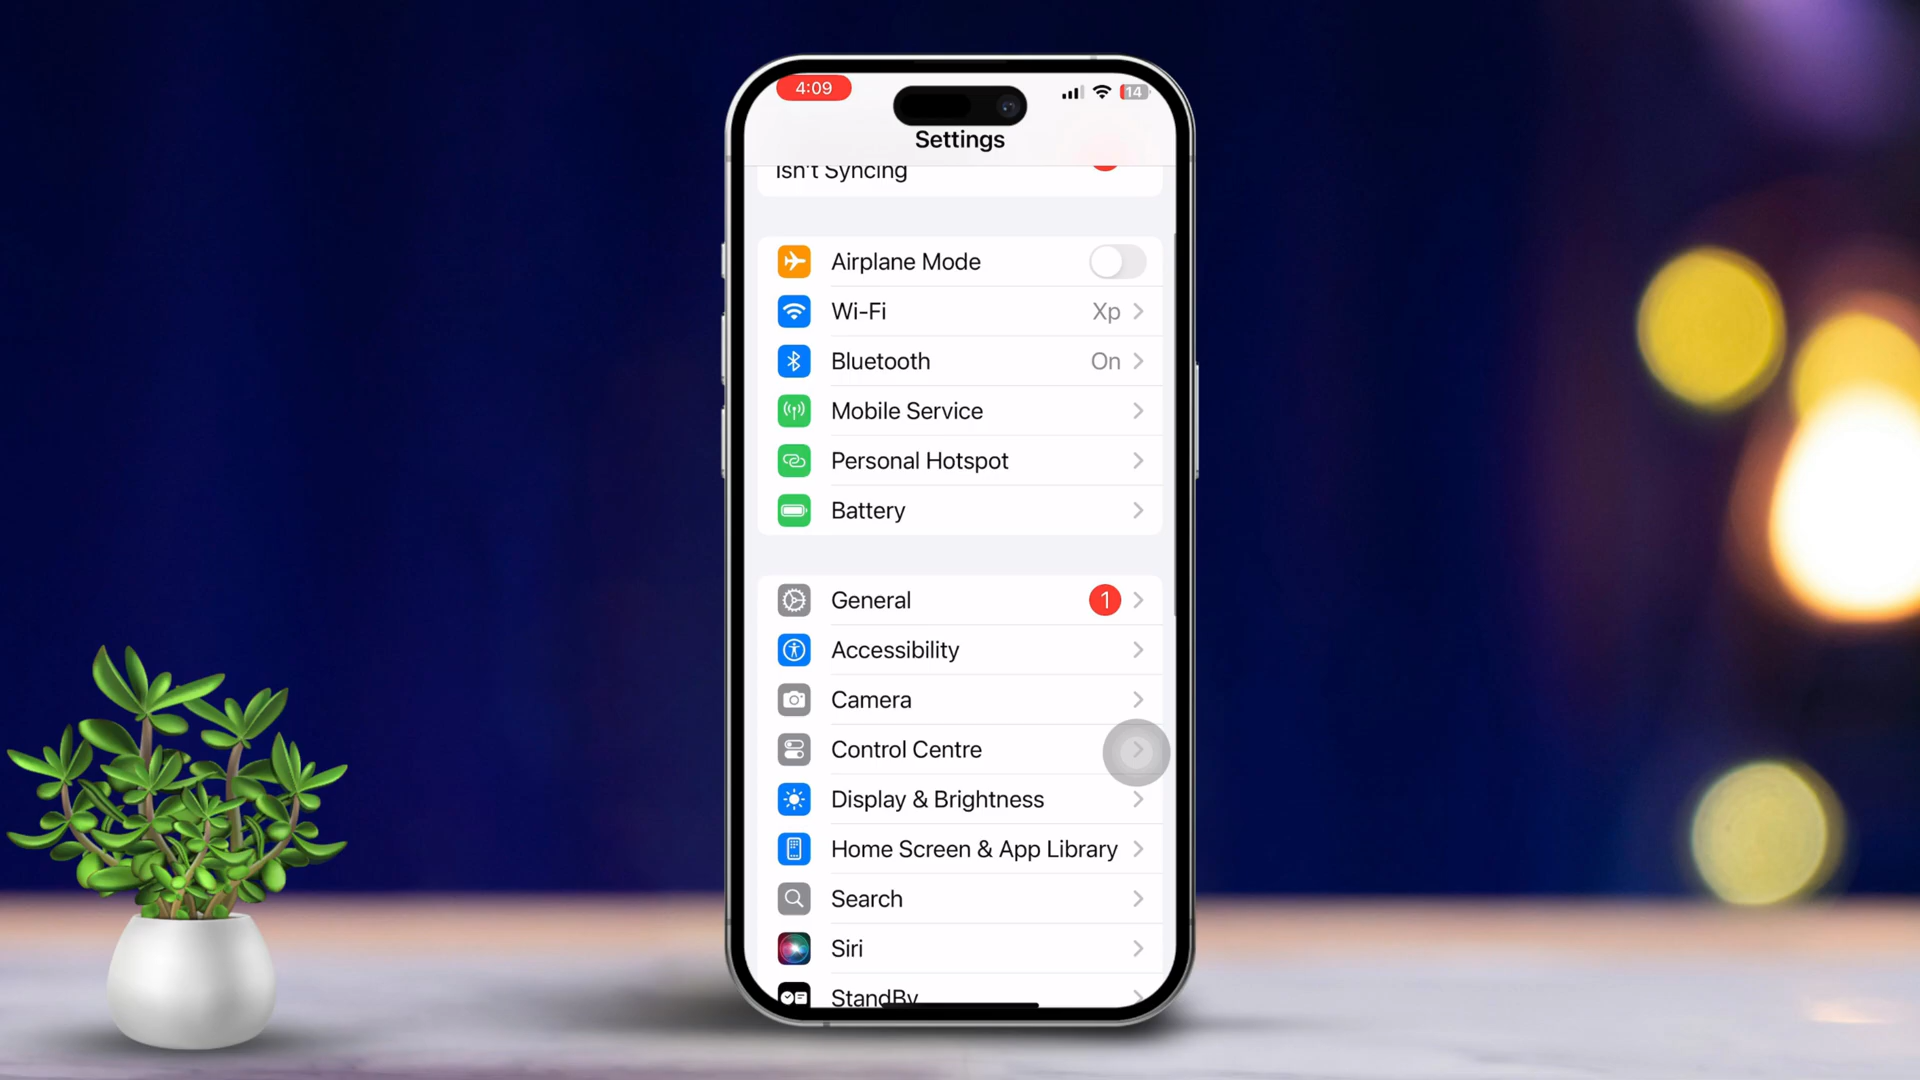 4:09
14
Settings
Isn't Syncing
Airplane Mode
Wi-Fi Xp
Bluetooth On
Mobile Service
Personal Hotspot
Battery
General 1
Accessibility
Camera
Control Centre
Display & Brightness
Home Screen & App Library
Search
Siri
StandBy